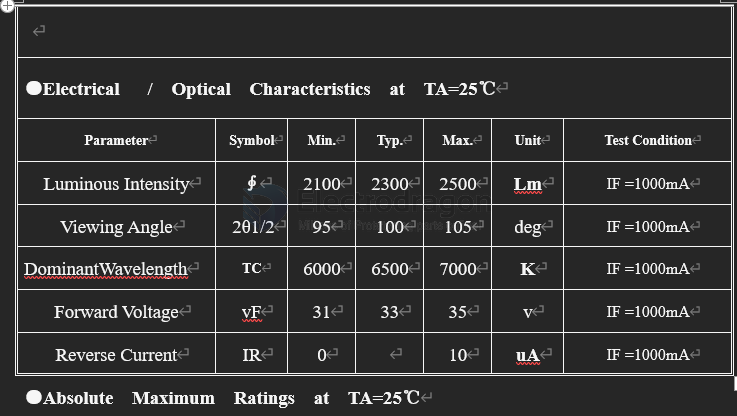 ●Electrical / Optical Characteristics at TA=25℃
Parameter Symbol Min. Typ. Max. Unit Test Condition
Luminous Intensity ∮ 2100 2300 2500 Lm IF =1000mA
Viewing Angle 2θ1/2 95 100 105 deg IF =1000mA
DominantWavelength TC 6000 6500 7000 K IF =1000mA
Forward Voltage vF 31 33 35 v IF =1000mA
Reverse Current IR 0 10 uA IF =1000mA
●Absolute Maximum Ratings at TA=25℃
Electrodragon